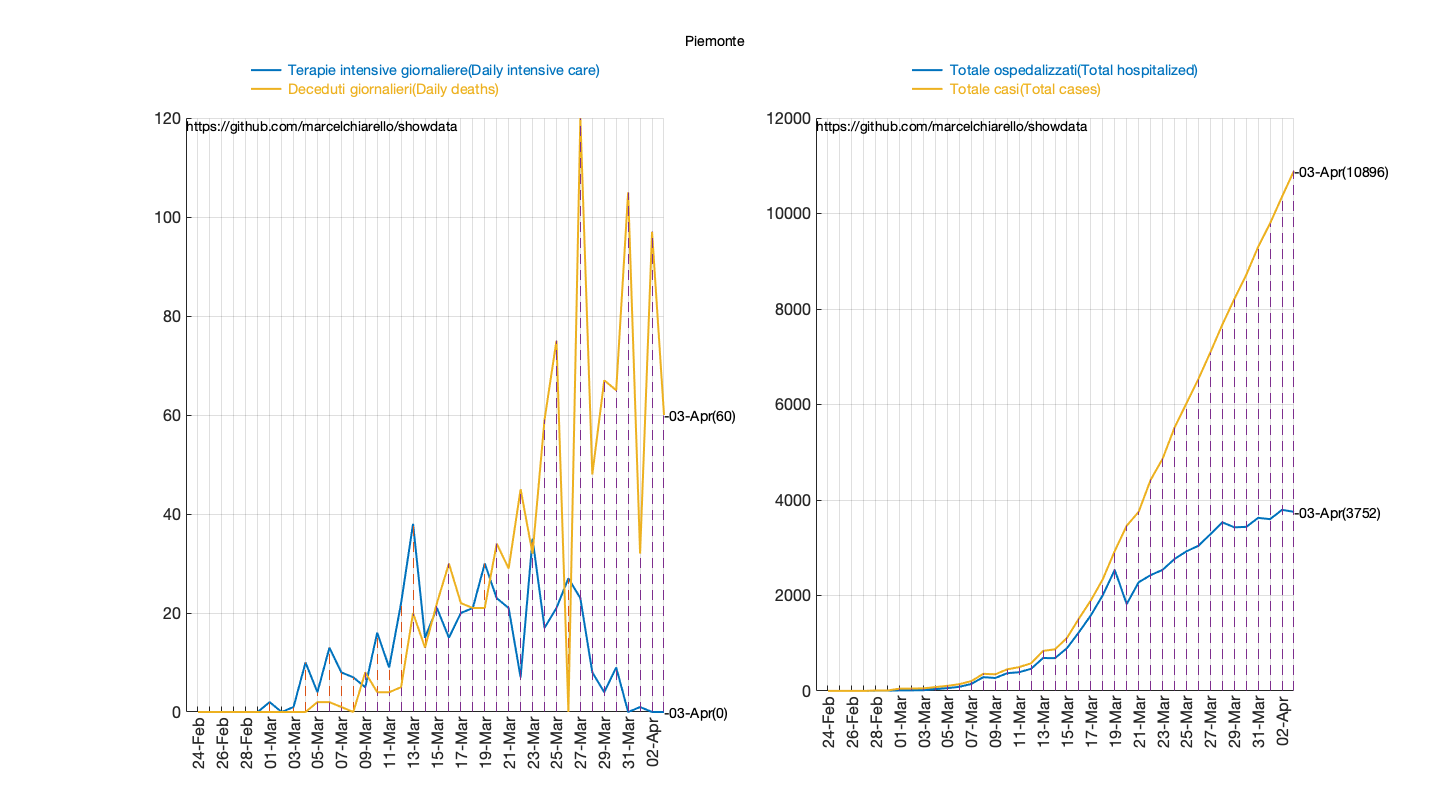 Piemonte
Terapie intensive giornaliere(Daily intensive care)
Deceduti giornalieri(Daily deaths)
https://github.com/marcelchiarello/showdata
120
100
80
60
40
20
0
-03-Apr(60)
-03-Apr(0)
24-Feb
26-Feb
28-Feb
01-Mar
03-Mar
05-Mar
07-Mar
09-Mar
11-Mar
13-Mar
15-Mar
17-Mar
19-Mar
21-Mar
23-Mar
25-Mar
27-Mar
29-Mar
31-Mar
02-Apr
Totale ospedalizzati(Total hospitalized)
Totale casi(Total cases)
https://github.com/marcelchiarello/showdata
12000
10000
8000
6000
4000
2000
0
-03-Apr(10896)
-03-Apr(3752)
24-Feb
26-Feb
28-Feb
01-Mar
03-Mar
05-Mar
07-Mar
09-Mar
11-Mar
13-Mar
15-Mar
17-Mar
19-Mar
21-Mar
23-Mar
25-Mar
27-Mar
29-Mar
31-Mar
02-Apr